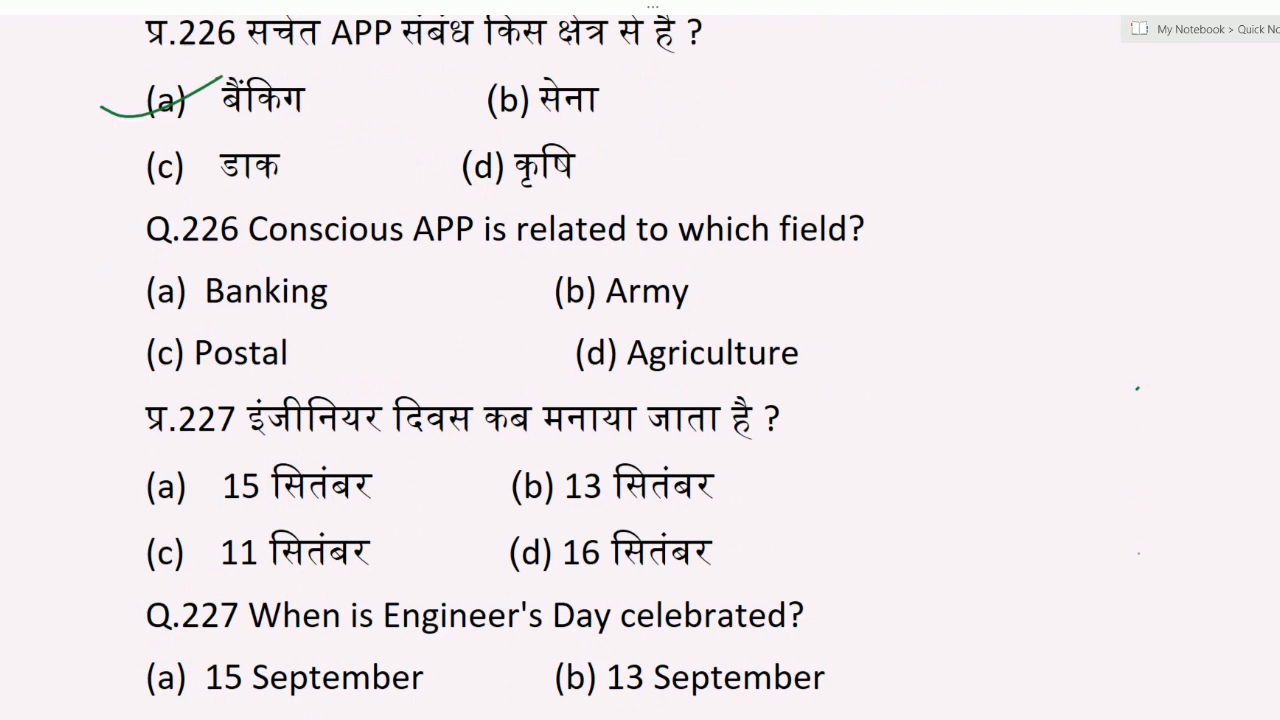 ...
My Notebook > Quick No
प्र.226 सचेत APP संबंध किस क्षेत्र से है ?
(a) बैंकिग (b) सेना
(c) डाक (d) कृषि
Q.226 Conscious APP is related to which field?
(a) Banking (b) Army
(c) Postal (d) Agriculture
प्र.227 इंजीनियर दिवस कब मनाया जाता है ?
(a) 15 सितंबर (b) 13 सितंबर
(c) 11 सितंबर (d) 16 सितंबर
Q.227 When is Engineer's Day celebrated?
(a) 15 September (b) 13 September